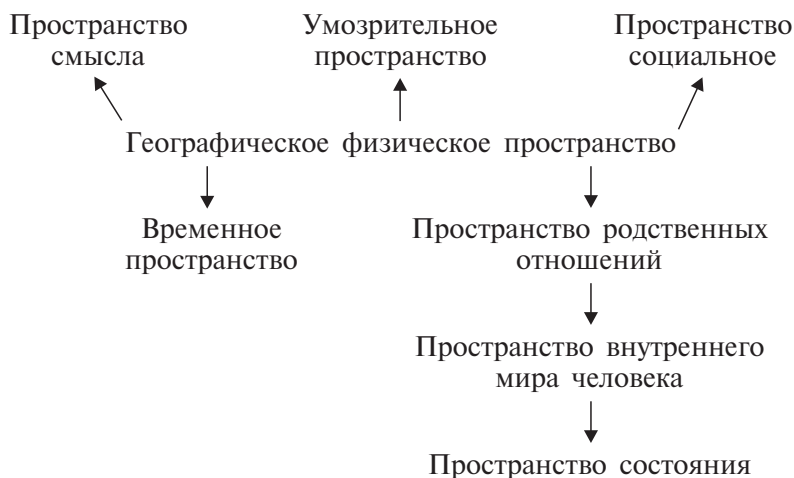 Пространство смысла
Умозрительное пространство
Пространство социальное
Географическое физическое пространство
Временное пространство
Пространство родственных отношений
Пространство внутреннего мира человека
Пространство состояния